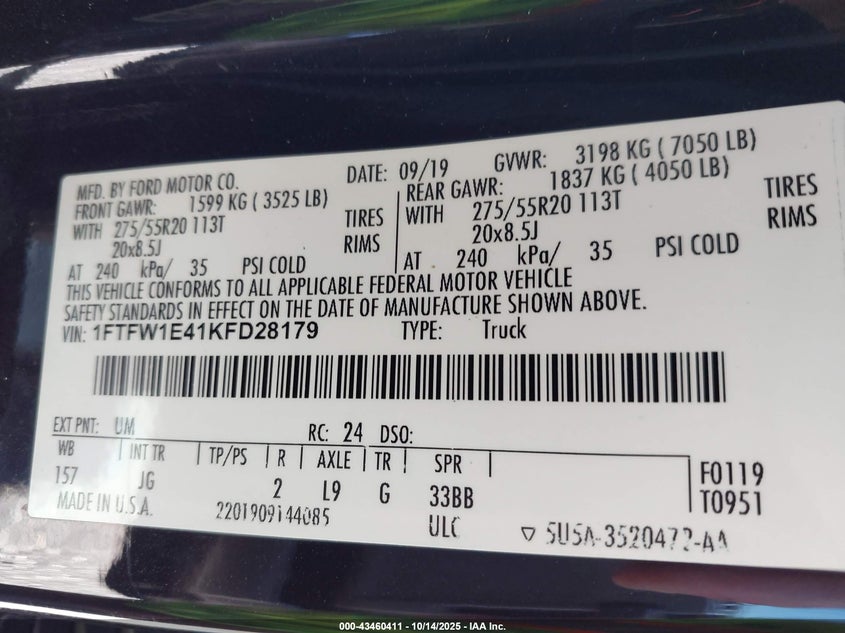 MFD. BY FORD MOTOR CO.
DATE: 09/19
GVWR: 3198 KG ( 7050 LB)
FRONT GAWR: 1599 KG ( 3525 LB)
REAR GAWR: 1837 KG ( 4050 LB)
WITH 275/55R20 113T TIRES
WITH 275/55R20 113T TIRES
20x8.5J RIMS
20x8.5J RIMS
AT 240 kPa/ 35 PSI COLD
AT 240 kPa/ 35 PSI COLD
THIS VEHICLE CONFORMS TO ALL APPLICABLE FEDERAL MOTOR VEHICLE
SAFETY STANDARDS IN EFFECT ON THE DATE OF MANUFACTURE SHOWN ABOVE.
VIN: 1FTFW1E41KFD28179 TYPE: Truck
EXT PNT: UM RC: 24 DSO:
WB INT TR TP/PS R AXLE TR SPR
157 JG 2 L9 G 33BB
F0119
T0951
MADE IN U.S.A. 2201909144085 ULC
▽ 5U5A-3520472-AA
000-43460411 - 10/14/2025 - IAA Inc.